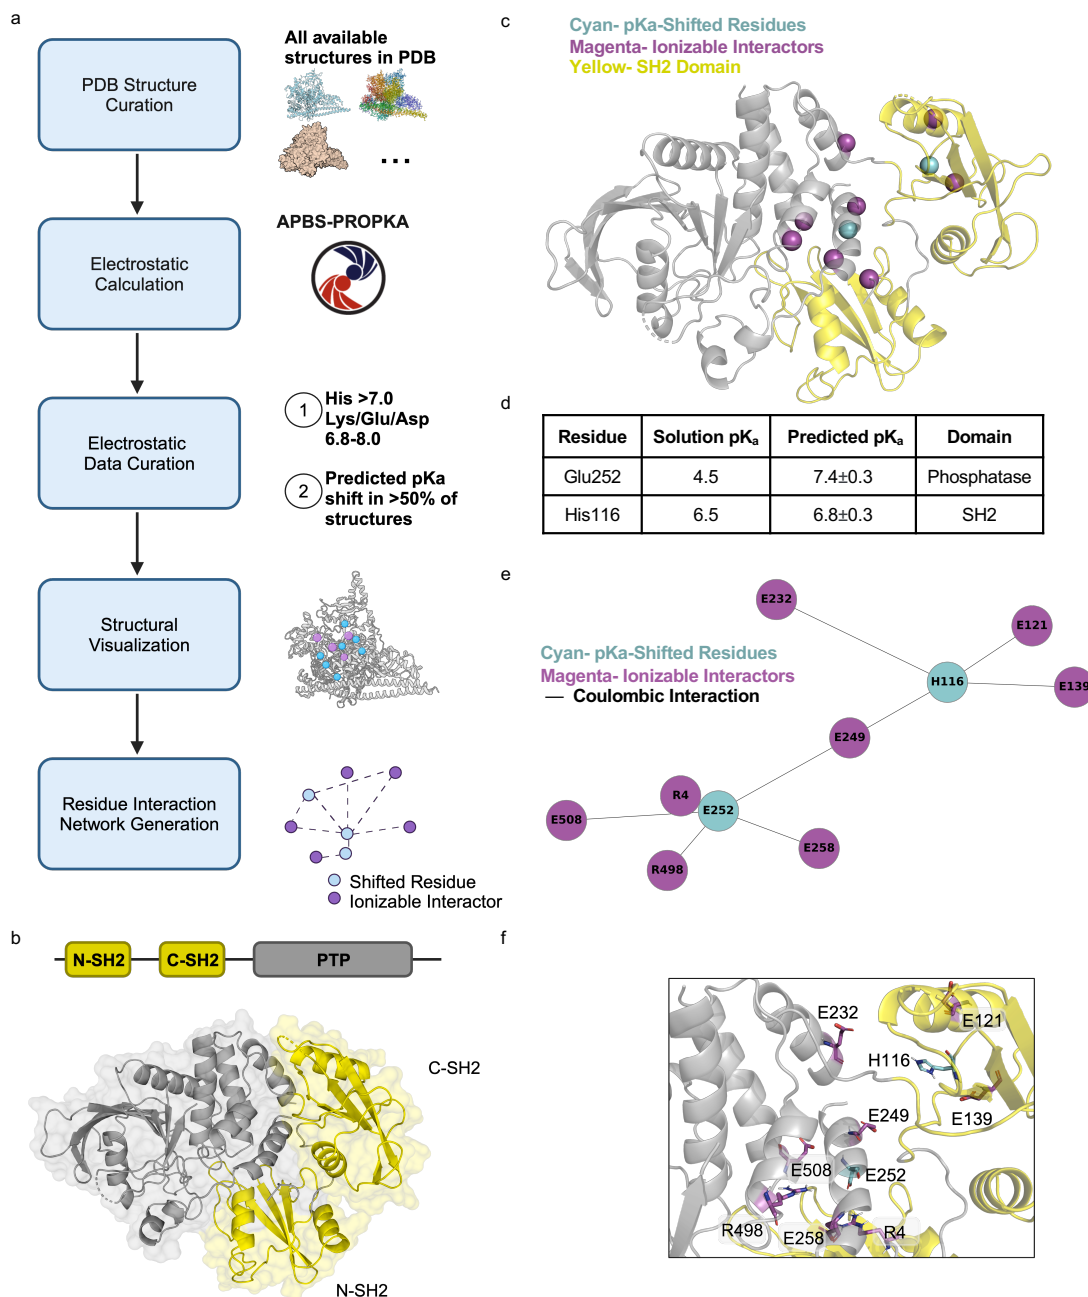 a
PDB Structure
Curation
All available
structures in PDB
...
Electrostatic
Calculation
APBS-PROPKA
Electrostatic
Data Curation
1
His >7.0
Lys/Glu/Asp
6.8-8.0
2
Predicted pKa
shift in >50% of
structures
Structural
Visualization
Residue Interaction
Network Generation
Shifted Residue
Ionizable Interactor
b
N-SH2
C-SH2
PTP
C-SH2
N-SH2
c
Cyan- pKa-Shifted Residues
Magenta- Ionizable Interactors
Yellow- SH2 Domain
d
Residue Solution pKa Predicted pKa Domain
Glu252 4.5 7.4±0.3 Phosphatase
His116 6.5 6.8±0.3 SH2
e
Cyan- pKa-Shifted Residues
Magenta- Ionizable Interactors
— Coulombic Interaction
E232
E121
H116
E139
E249
R4
E252
E508
E258
R498
f
E232
E121
H116
E139
E249
E508
E252
R498
E258
R4